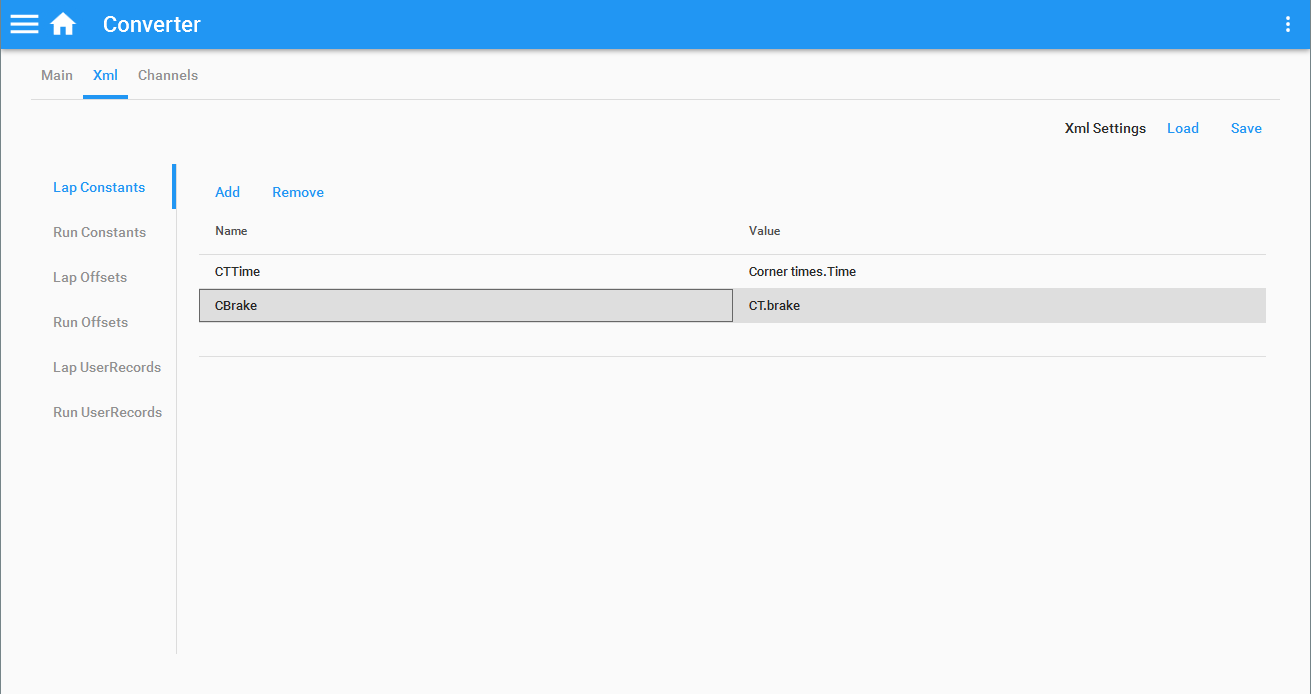 Converter
Main Xml Channels
Xml Settings Load Save
Lap Constants
Run Constants
Lap Offsets
Run Offsets
Lap UserRecords
Run UserRecords
Add Remove
Name Value
CTTime Corner times.Time
CBrake CT.brake